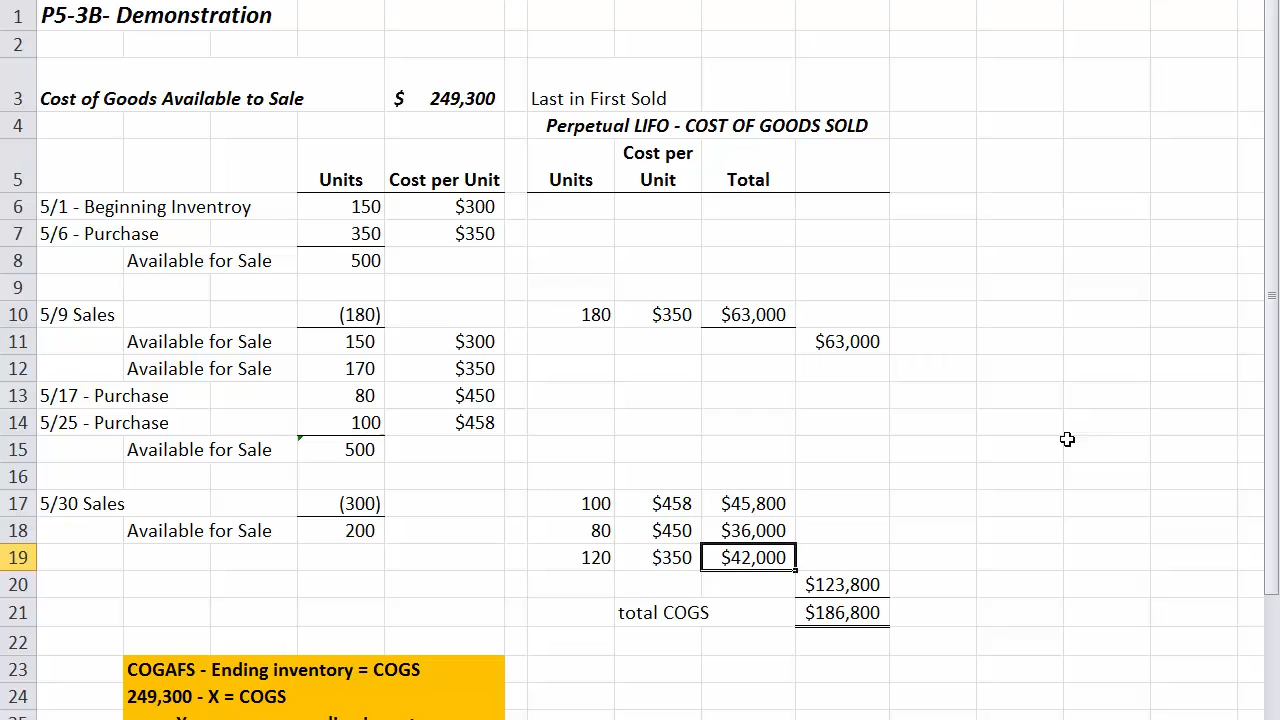 1 P5-3B- Demonstration
2
3 Cost of Goods Available to Sale $ 249,300 Last in First Sold
4 Perpetual LIFO - COST OF GOODS SOLD
Cost per
5 Units Cost per Unit Units Unit Total
6 5/1 - Beginning Inventroy 150 $300
7 5/6 - Purchase 350 $350
8 Available for Sale 500
9
10 5/9 Sales (180) 180 $350 $63,000
11 Available for Sale 150 $300 $63,000
12 Available for Sale 170 $350
13 5/17 - Purchase 80 $450
14 5/25 - Purchase 100 $458
15 Available for Sale 500
16
17 5/30 Sales (300) 100 $458 $45,800
18 Available for Sale 200 80 $450 $36,000
19 120 $350 $42,000
20 $123,800
21 total COGS $186,800
22
23 COGAFS - Ending inventory = COGS
24 249,300 - X = COGS